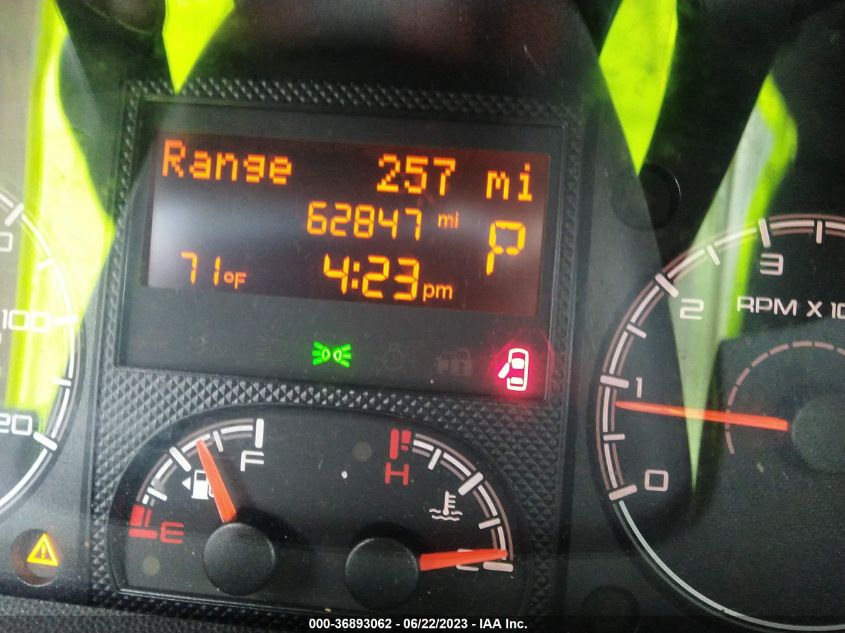 Range 257 mi
62847 mi
P
71°F 4:23 pm
100
20
3
2
RPM X 10
1
0
F
H
E
C
000-36893062 - 06/22/2023 - IAA Inc.